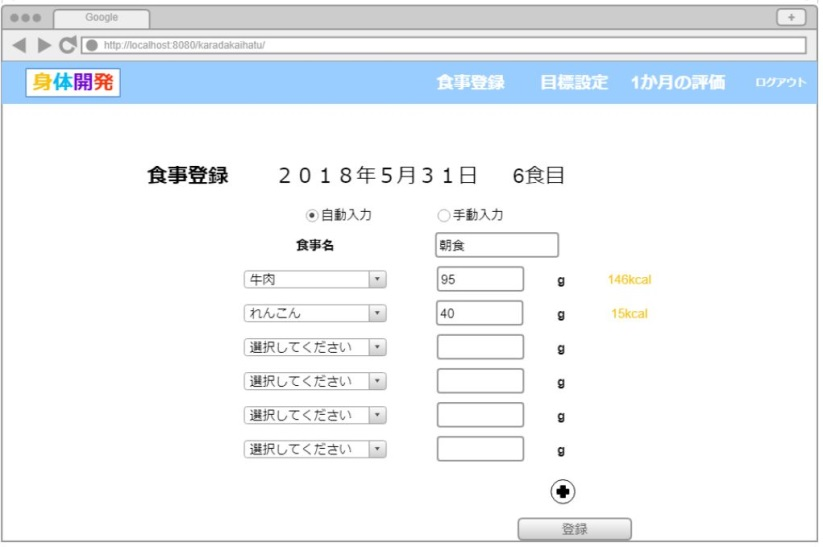 Google
http://localhost:8080/karadakaihatu/
身体開発 食事登録 目標設定 1か月の評価 ログアウト
食事登録 ２０１８年５月３１日 6食目
自動入力 手動入力
食事名 朝食
牛肉 95 g 146kcal
れんこん 40 g 15kcal
選択してください g
選択してください g
選択してください g
選択してください g
登録